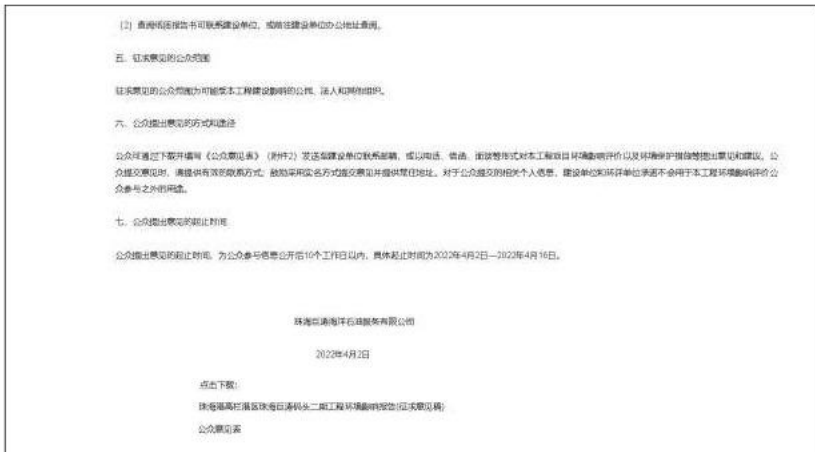 (2) 查阅纸质报告书可联系建设单位，或前往建设单位办公地址查阅。
五、征求意见的公众范围
征求意见的公众范围为可能受本工程建设影响的公民、法人和其他组织。
六、公众提出意见的方式和途径
公众可通过下载并填写《公众意见表》（附件2）发送至建设单位联系邮箱，或以电话、信函、面谈等形式对本工程项目环境影响评价以及环境保护措施等提出意见和建议。公
众提交意见时，请提供有效的联系方式；鼓励采用实名方式提交意见并提供常住地址。对于公众提交的相关个人信息，建设单位和环评单位承诺不会用于本工程环境影响评价公
众参与之外的用途。
七、公众提出意见的起止时间
公众提出意见的起止时间，为公众参与信息公开后10个工作日以内，具体起止时间为2022年4月2日—2022年4月16日。
珠海巨涛海洋石油服务有限公司
2022年4月2日
点击下载：
珠海港高栏港区珠海巨涛码头二期工程环境影响报告(征求意见稿)
公众意见表